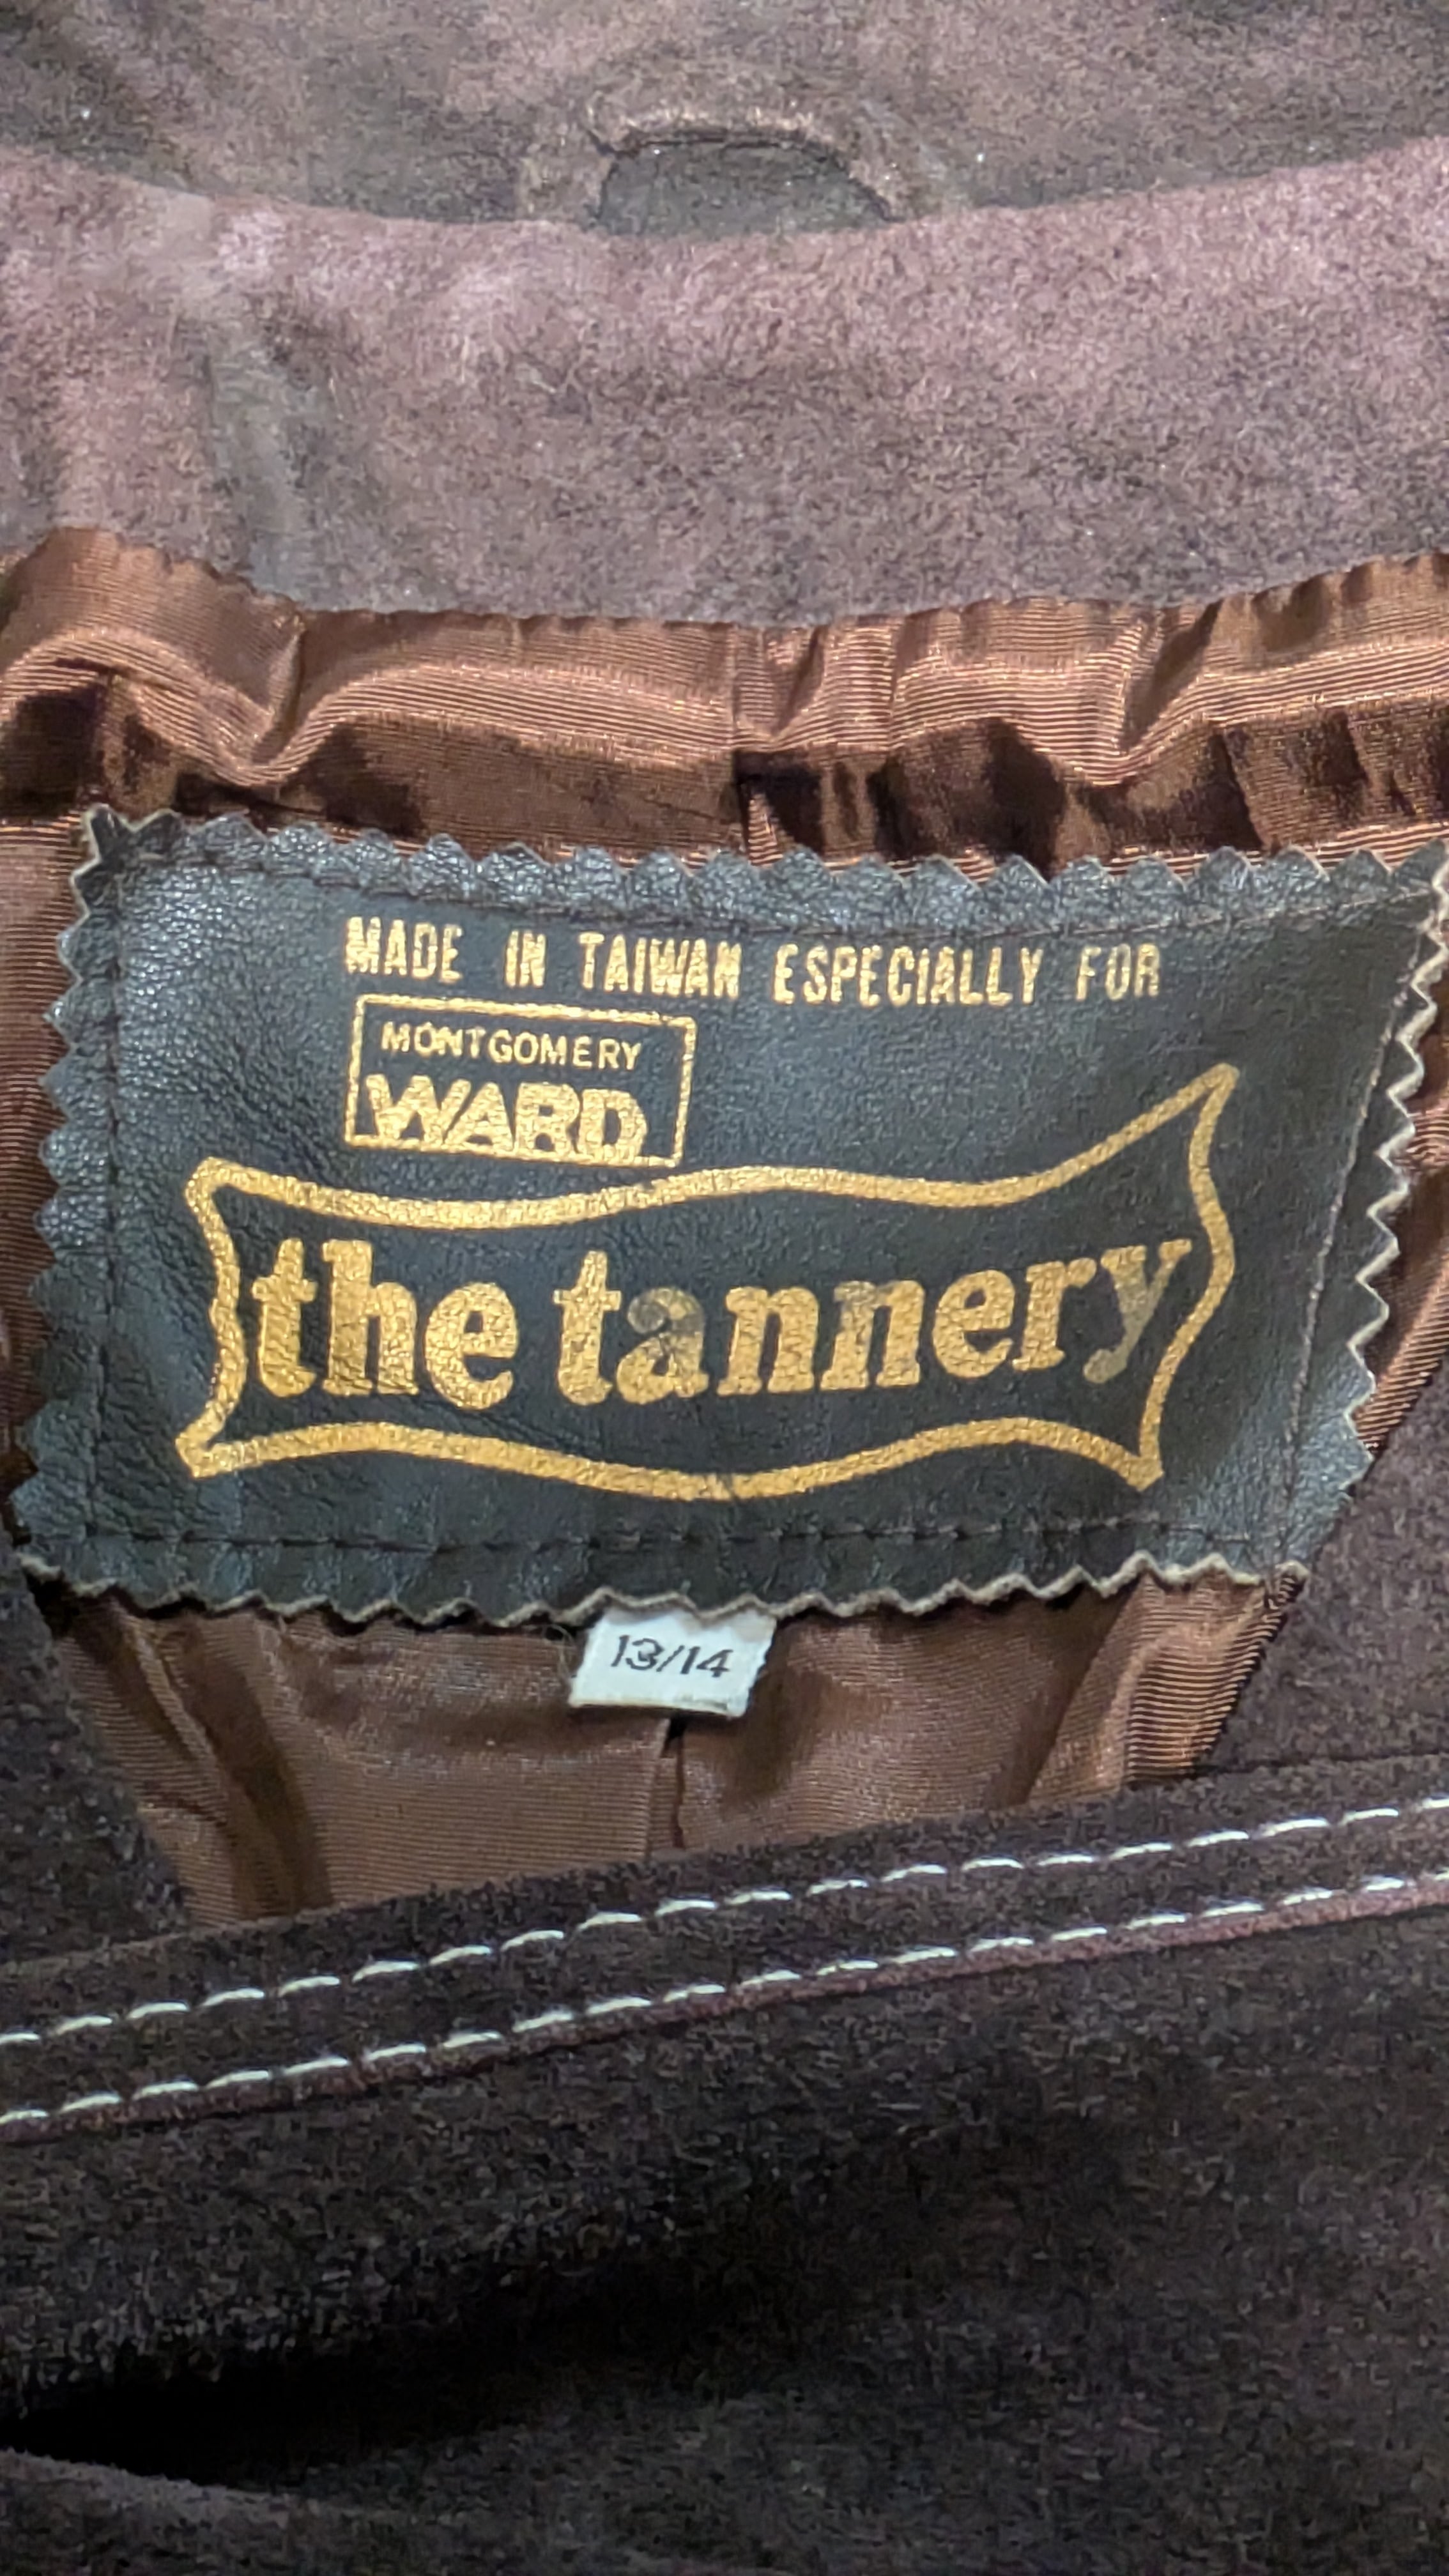 MADE IN TAIWAN ESPECIALLY FOR
MONTGOMERY
WARD
the tannery
13/14